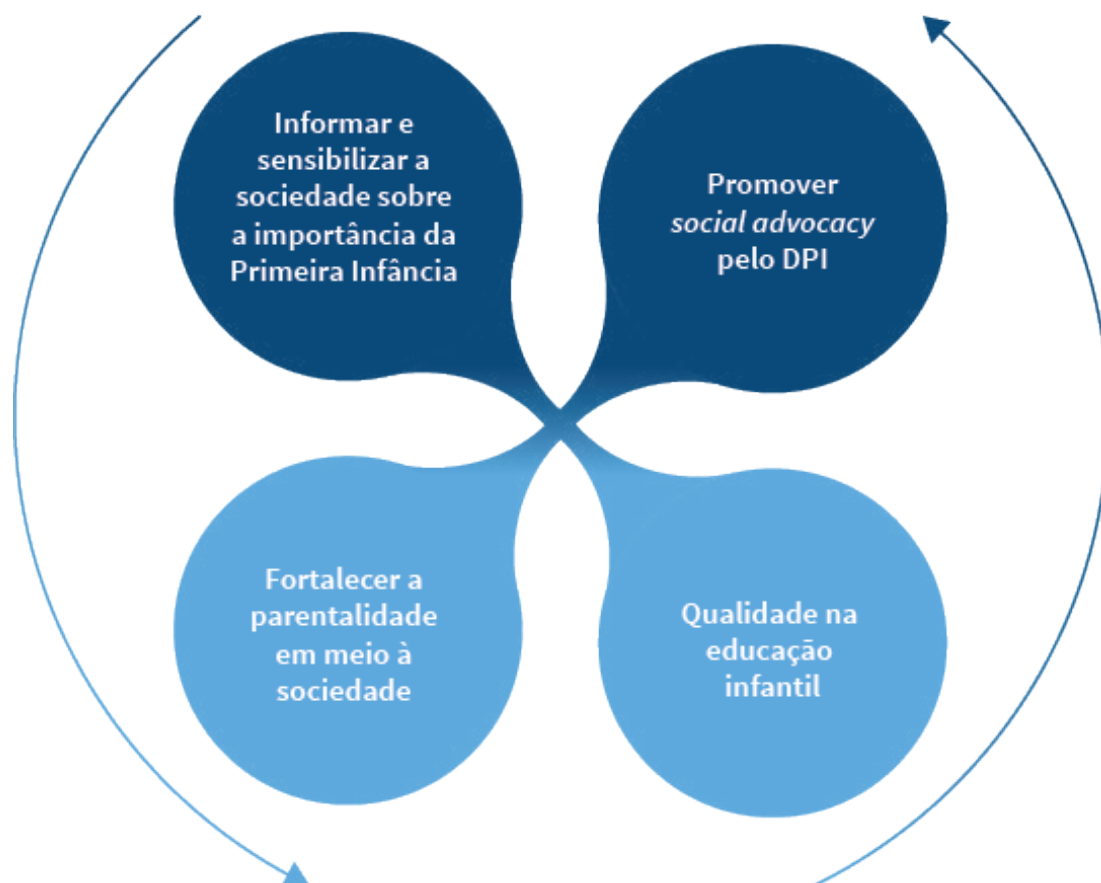 Informar e
sensibilizar a
sociedade sobre
a importância da
Primeira Infância
Promover
social advocacy
pelo DPI
Fortalecer a
parentalidade
em meio à
sociedade
Qualidade na
educação
infantil